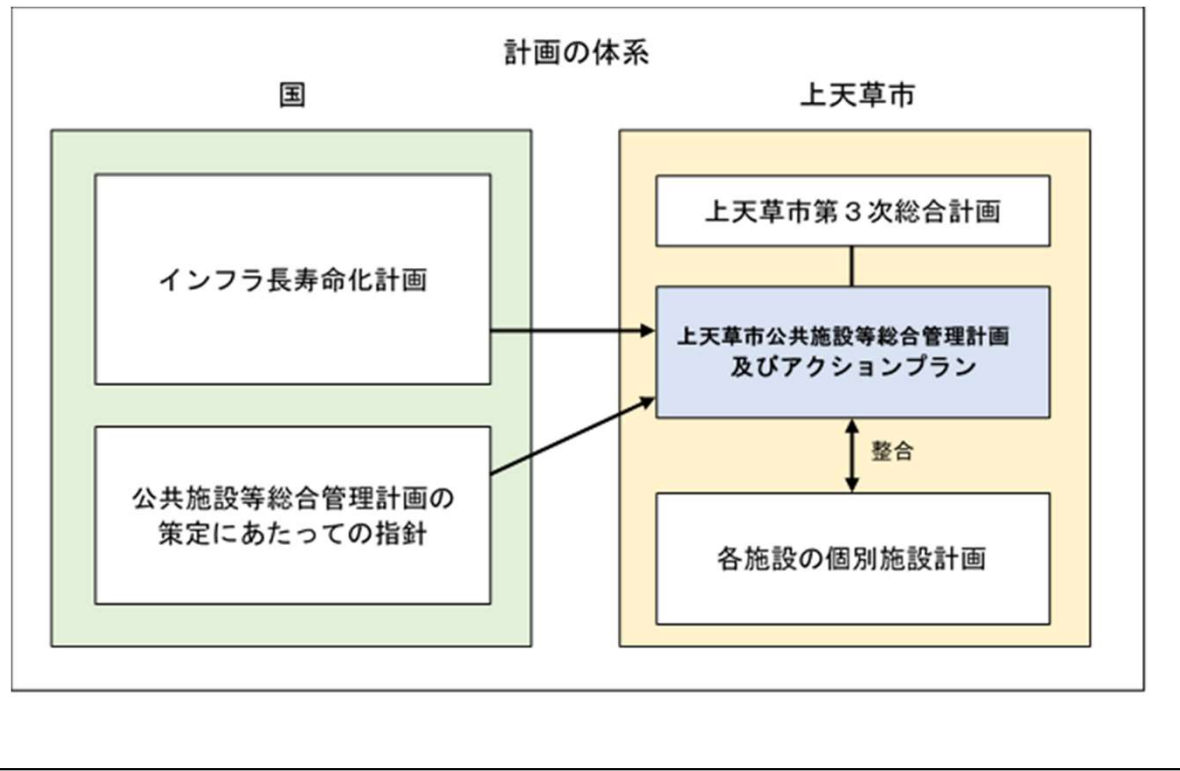 計画の体系
国
インフラ長寿命化計画
公共施設等総合管理計画の
策定にあたっての指針
上天草市
上天草市第３次総合計画
上天草市公共施設等総合管理計画
及びアクションプラン
整合
各施設の個別施設計画